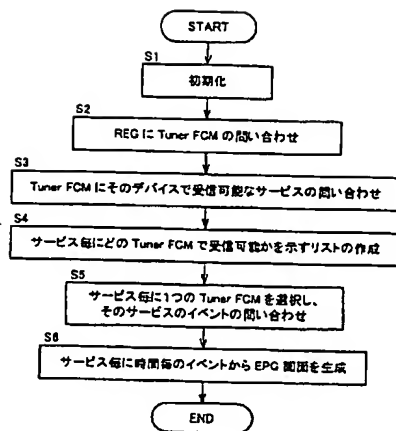 START
S1
初期化
S2
REG に Tuner FCM の問い合わせ
S3
Tuner FCM にそのデバイスで受信可能なサービスの問い合わせ
S4
サービス毎にどの Tuner FCM で受信可能かを示すリストの作成
S5
サービス毎に1つの Tuner FCM を選択し、
そのサービスのイベントの問い合わせ
S6
サービス毎に時間毎のイベントから EPG 画面を生成
END